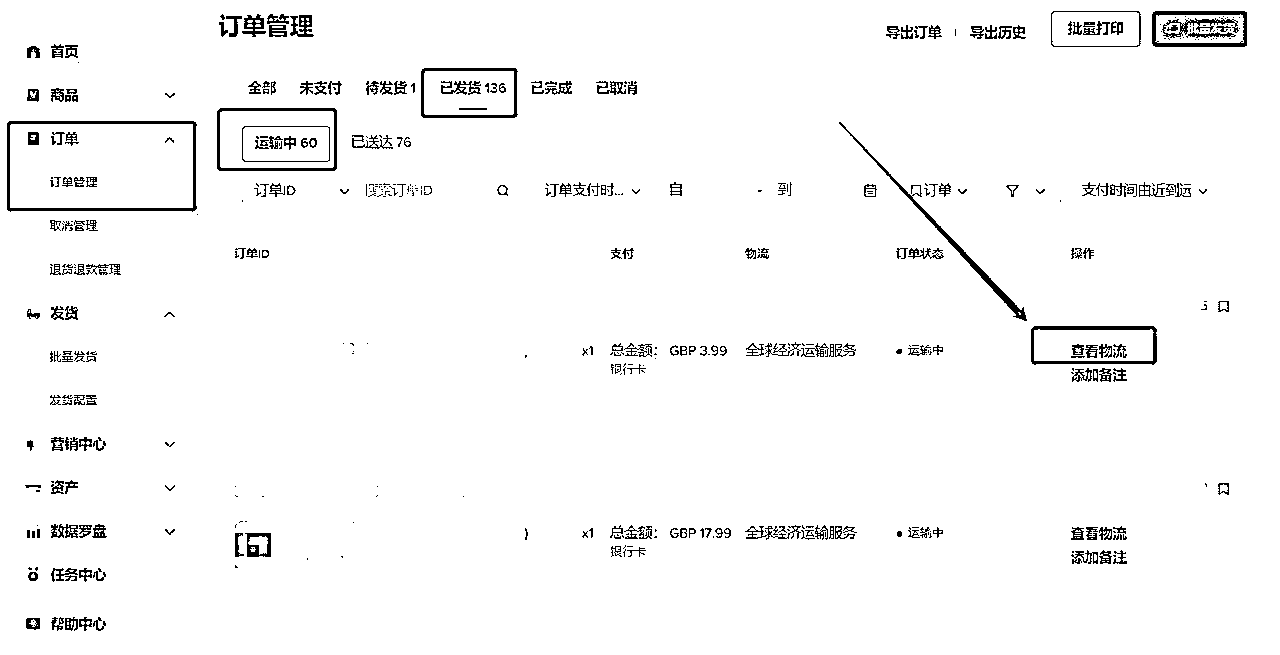 订单管理
导出订单 导出历史 批量打印 批量发货
首页
商品
订单
订单管理
取消管理
退货退款管理
发货
批量发货
发货配置
营销中心
资产
数据罗盘
任务中心
帮助中心
全部 未支付 待发货 1 已发货 136 已完成 已取消
运输中 60 已送达 76
订单ID 搜索订单ID 订单支付时... 自 - 到 订单 支付时间由近到远
订单ID 支付 物流 订单状态 操作
x1 总金额: GBP 3.99 全球经济运输服务 运输中 查看物流
银行卡 添加备注
x1 总金额: GBP 17.99 全球经济运输服务 运输中 查看物流
银行卡 添加备注